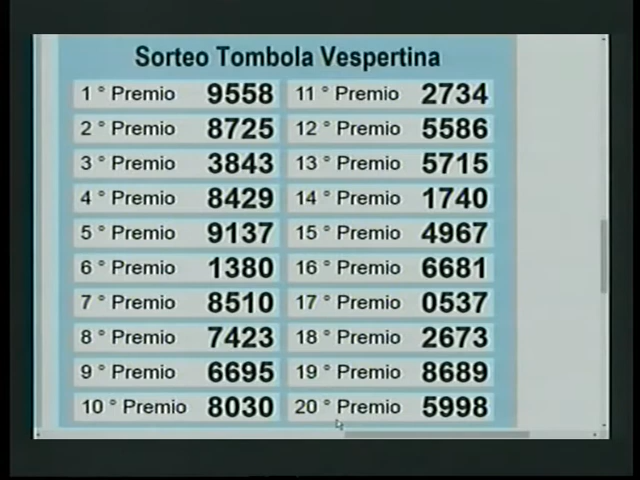 Sorteo Tombola Vespertina
1 ° Premio 9558 11 ° Premio 2734
2 ° Premio 8725 12 ° Premio 5586
3 ° Premio 3843 13 ° Premio 5715
4 ° Premio 8429 14 ° Premio 1740
5 ° Premio 9137 15 ° Premio 4967
6 ° Premio 1380 16 ° Premio 6681
7 ° Premio 8510 17 ° Premio 0537
8 ° Premio 7423 18 ° Premio 2673
9 ° Premio 6695 19 ° Premio 8689
10 ° Premio 8030 20 ° Premio 5998